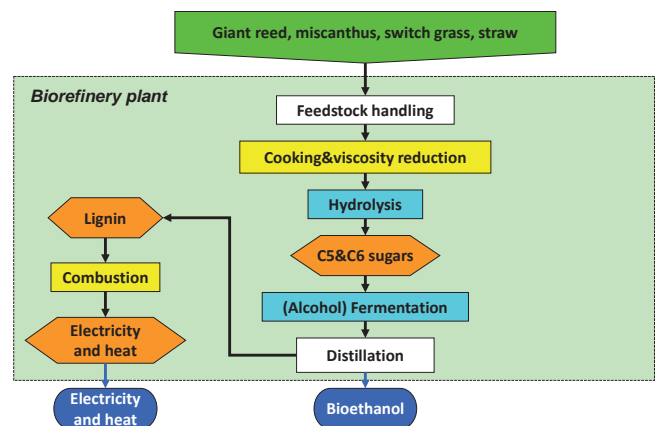 Giant reed, miscanthus, switch grass, straw
Biorefinery plant
Feedstock handling
Cooking&viscosity reduction
Hydrolysis
Lignin
C5&C6 sugars
Combustion
(Alcohol) Fermentation
Electricity
and heat
Distillation
Electricity
and heat
Bioethanol